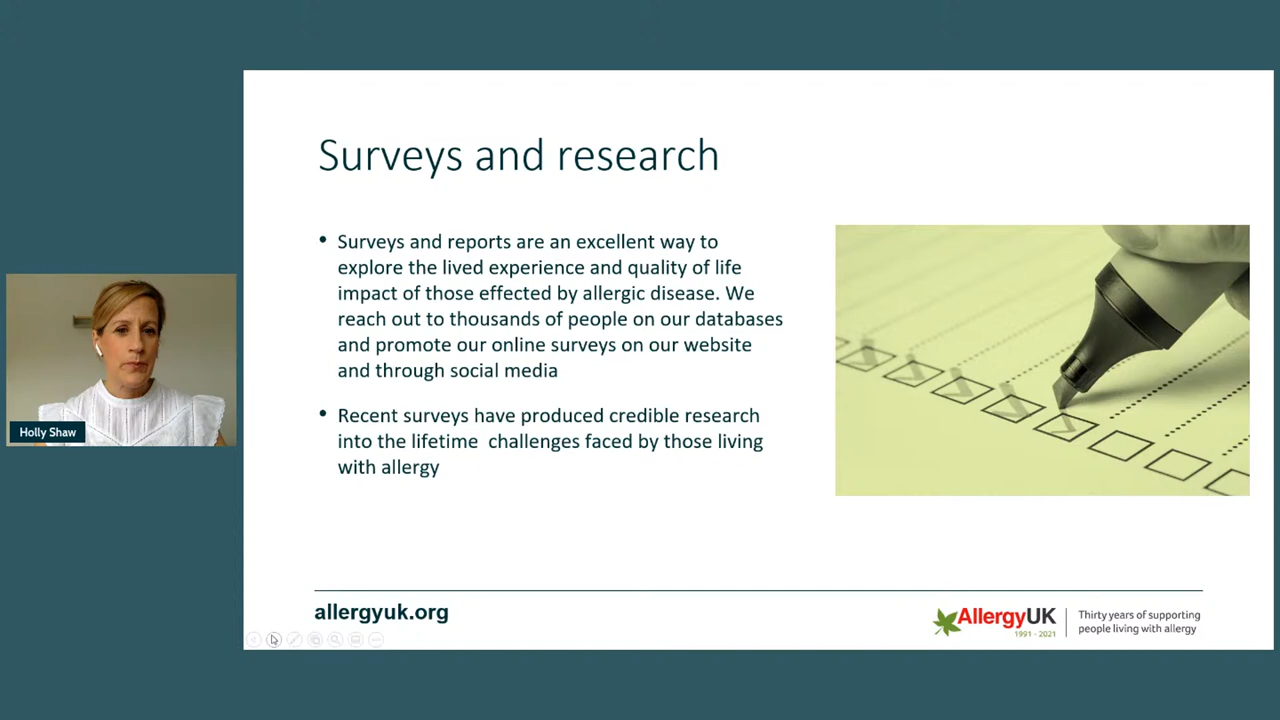 Surveys and research
• Surveys and reports are an excellent way to
explore the lived experience and quality of life
impact of those effected by allergic disease. We
reach out to thousands of people on our databases
and promote our online surveys on our website
and through social media
• Recent surveys have produced credible research
into the lifetime challenges faced by those living
with allergy
Holly Shaw
allergyuk.org
AllergyUK
1991 - 2021
Thirty years of supporting
people living with allergy